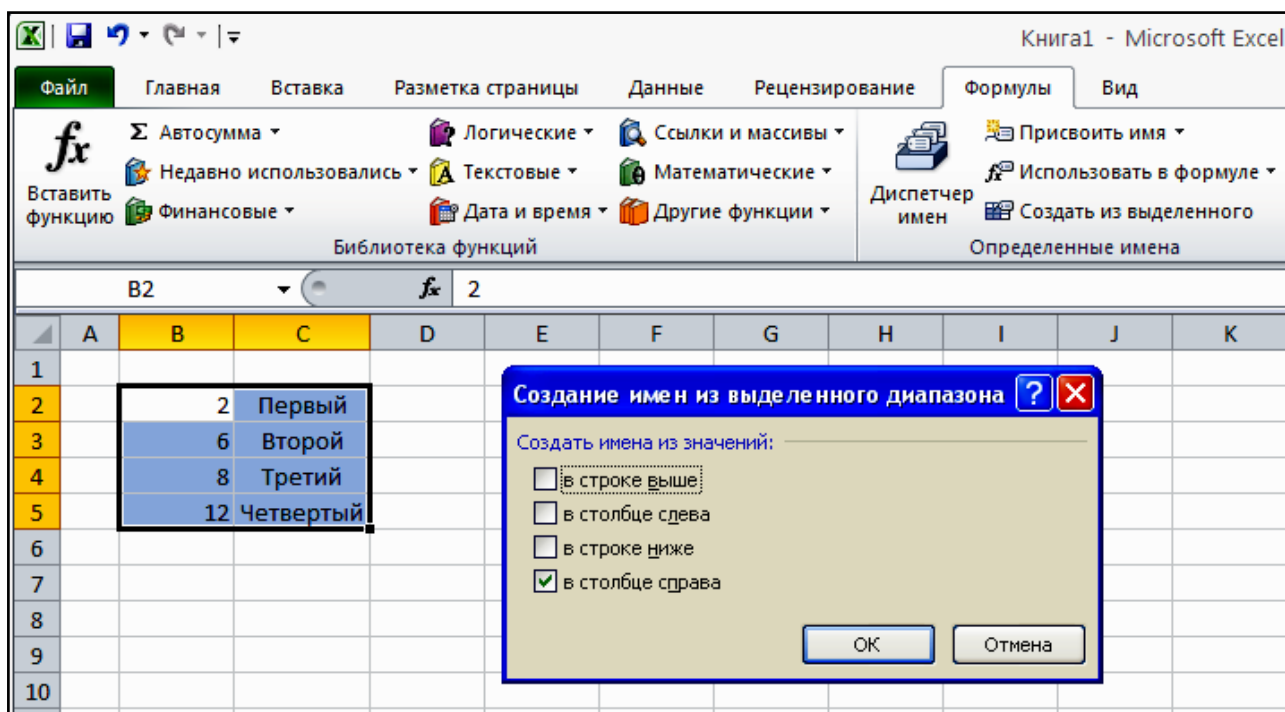 Книга1 - Microsoft Excel
Файл Главная Вставка Разметка страницы Данные Рецензирование Формулы Вид
fx Σ Автосумма Логические Ссылки и массивы Присвоить имя
Недавно использовались Текстовые Математические Использовать в формуле
Вставить функцию Финансовые Дата и время Другие функции Диспетчер имен Создать из выделенного
Библиотека функций Определенные имена
B2 fx 2
A B C D E F G H I J K
1
2 2 Первый
3 6 Второй
4 8 Третий
5 12 Четвертый
6
7
8
9
10
Создание имен из выделенного диапазона
Создать имена из значений:
в строке выше
в столбце слева
в строке ниже
в столбце справа
ОК Отмена